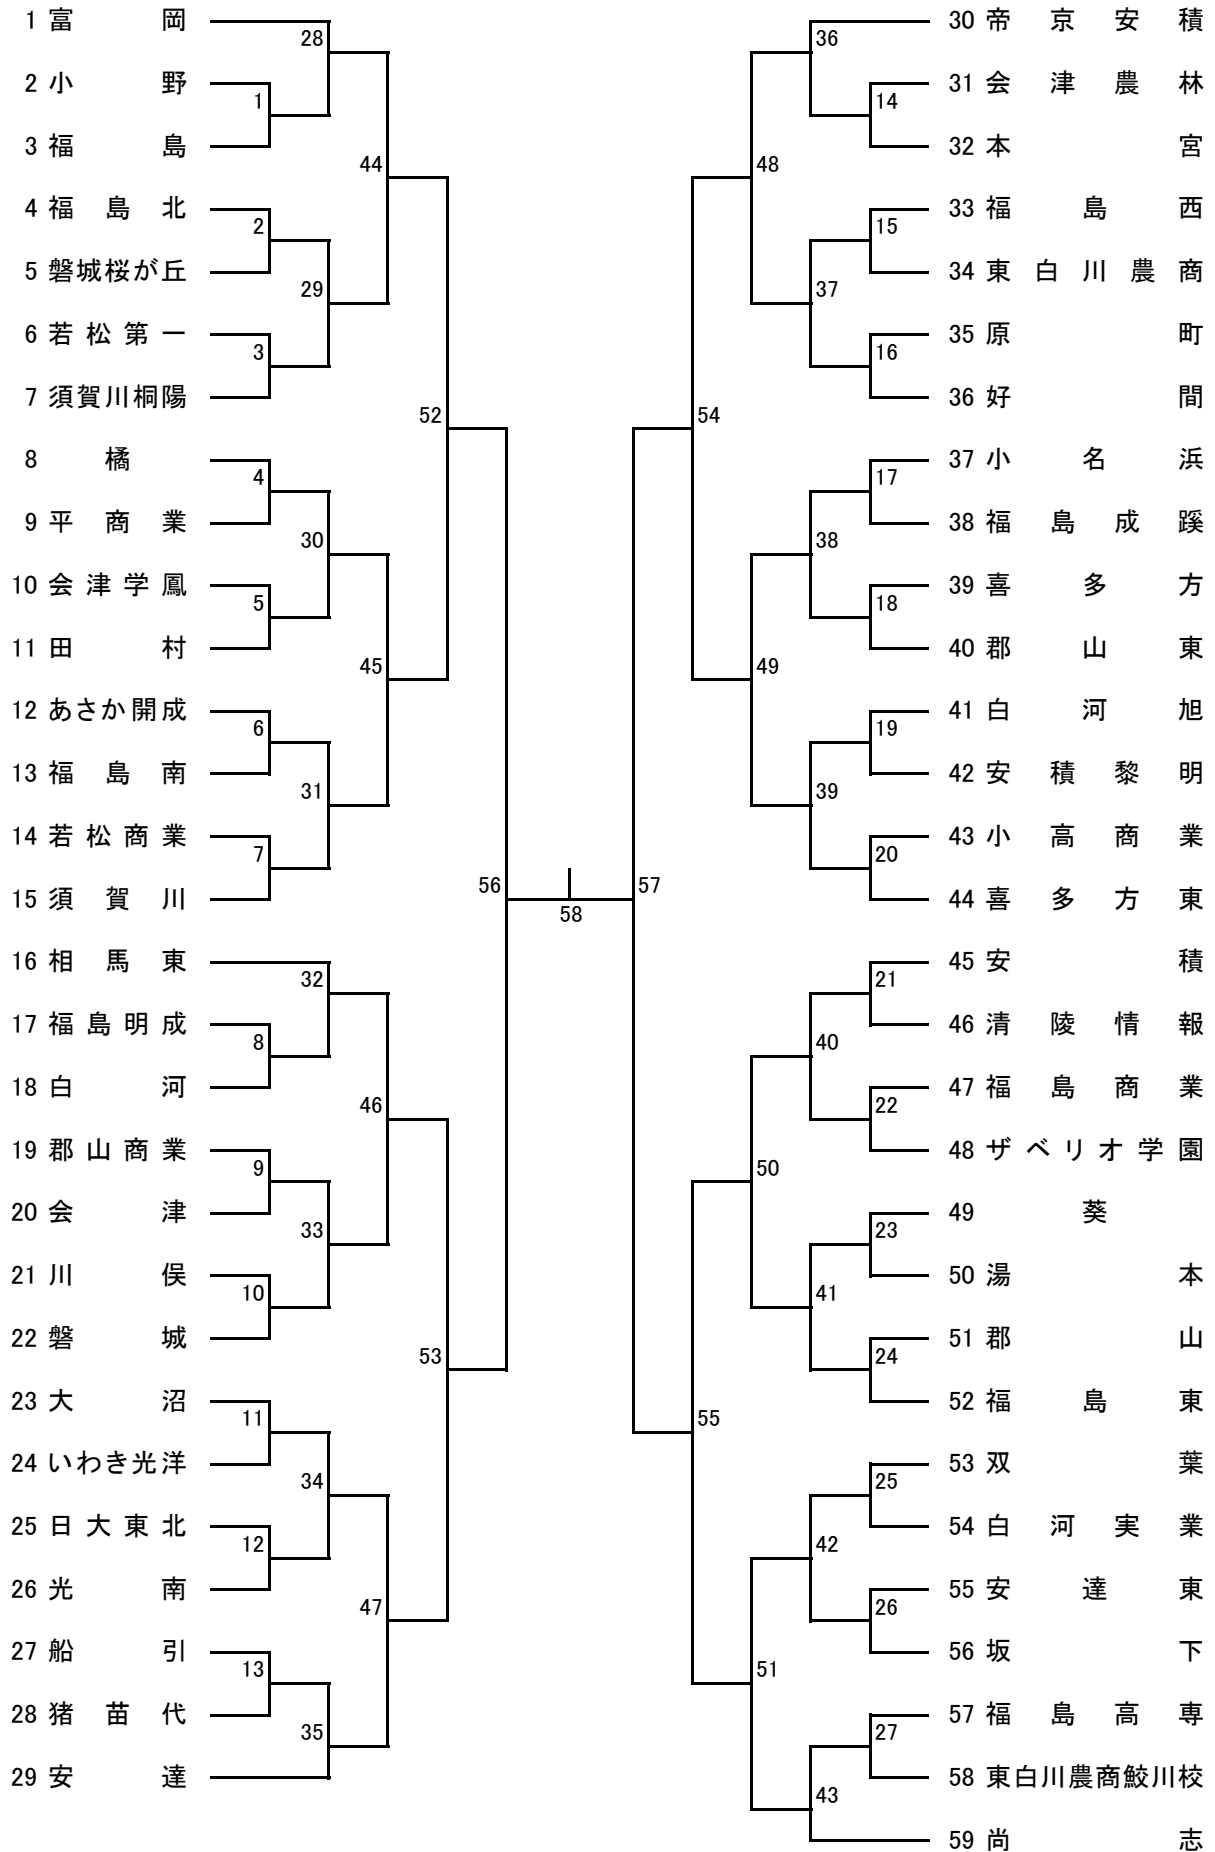 1 富岡
28
2 小野
1
3 福島
44
4 福島北
2
5 磐城桜が丘
29
6 若松第一
3
7 須賀川桐陽
52
8 橘
4
9 平商業
30
10 会津学鳳
5
11 田村
45
12 あさか開成
6
13 福島南
31
14 若松商業
7
15 須賀川
56
58
16 相馬東
32
17 福島明成
8
18 白河
46
19 郡山商業
9
20 会津
33
21 川俣
10
22 磐城
53
23 大沼
11
24 いわき光洋
34
25 日大東北
12
26 光南
47
27 船引
13
28 猪苗代
35
29 安達
30 帝京安積
36
31 会津農林
14
32 本宮
48
33 福島西
15
34 東白川農商
37
35 原町
16
36 好間
54
37 小名浜
17
38 福島成蹊
38
39 喜多方
18
40 郡山東
49
41 白河旭
19
42 安積黎明
39
43 小高商業
20
44 喜多方東
57
45 安積
21
46 清陵情報
40
47 福島商業
22
48 ザベリオ学園
50
49 葵
23
50 湯本
41
51 郡山
24
52 福島東
55
53 双葉
25
54 白河実業
42
55 安達東
26
56 坂下
51
57 福島高専
27
58 東白川農商鮫川校
43
59 尚志